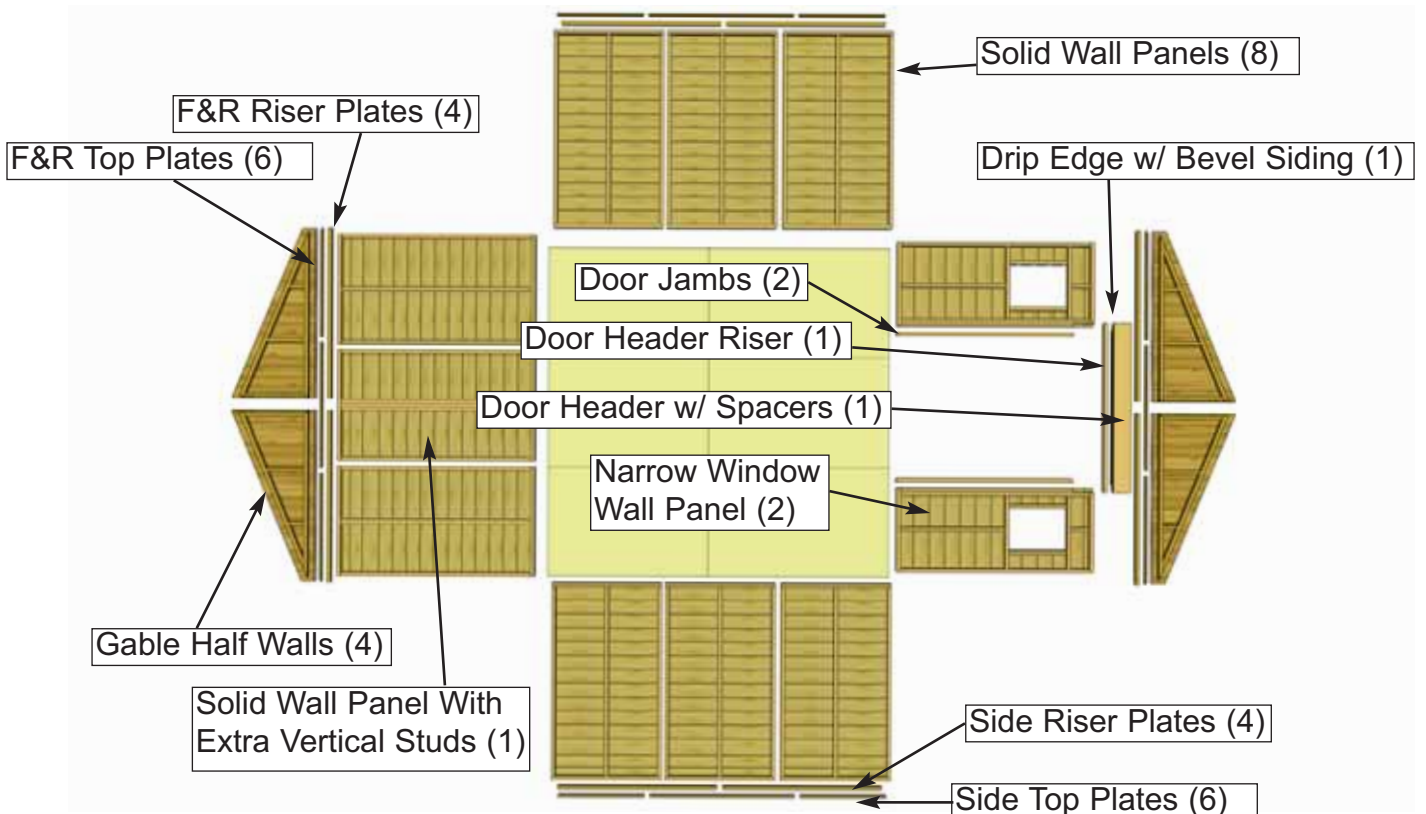 Solid Wall Panels (8)
F&R Riser Plates (4)
F&R Top Plates (6)
Drip Edge w/ Bevel Siding (1)
Door Jambs (2)
Door Header Riser (1)
Door Header w/ Spacers (1)
Narrow Window
Wall Panel (2)
Gable Half Walls (4)
Solid Wall Panel With
Extra Vertical Studs (1)
Side Riser Plates (4)
Side Top Plates (6)